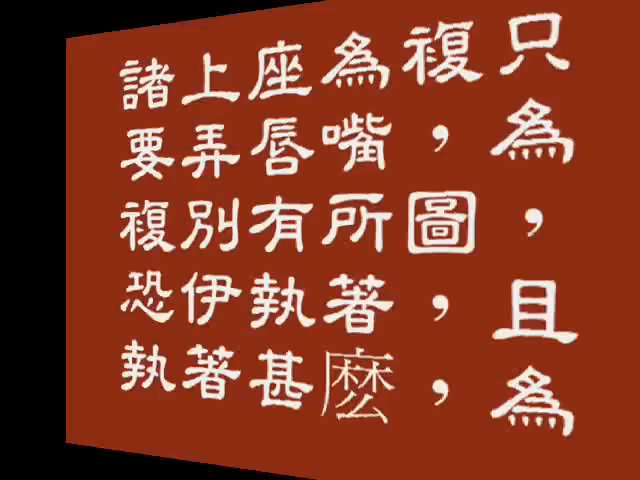 諸上座為複只
要弄唇嘴，為
複別有所圖，
恐伊執著，且
執著甚麼，為